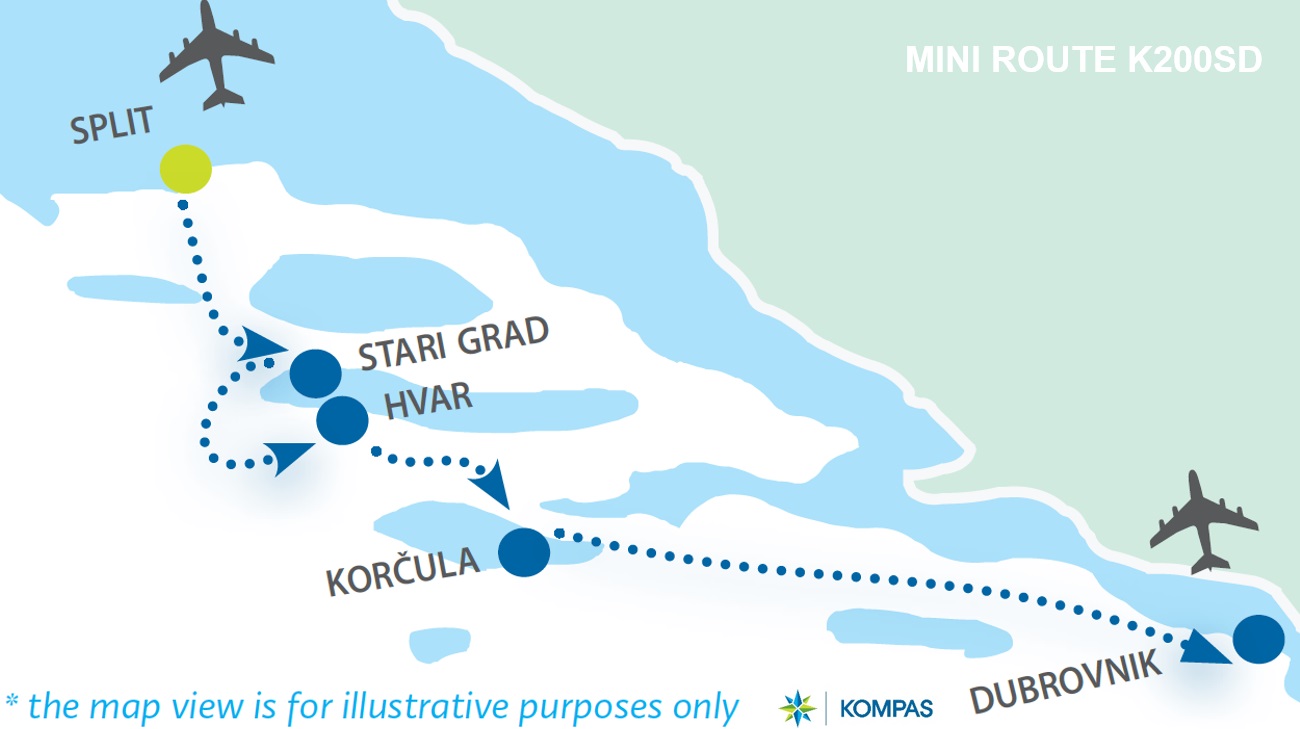 MINI ROUTE K200SD
SPLIT
STARI GRAD
HVAR
KORČULA
DUBROVNIK
* the map view is for illustrative purposes only
KOMPAS